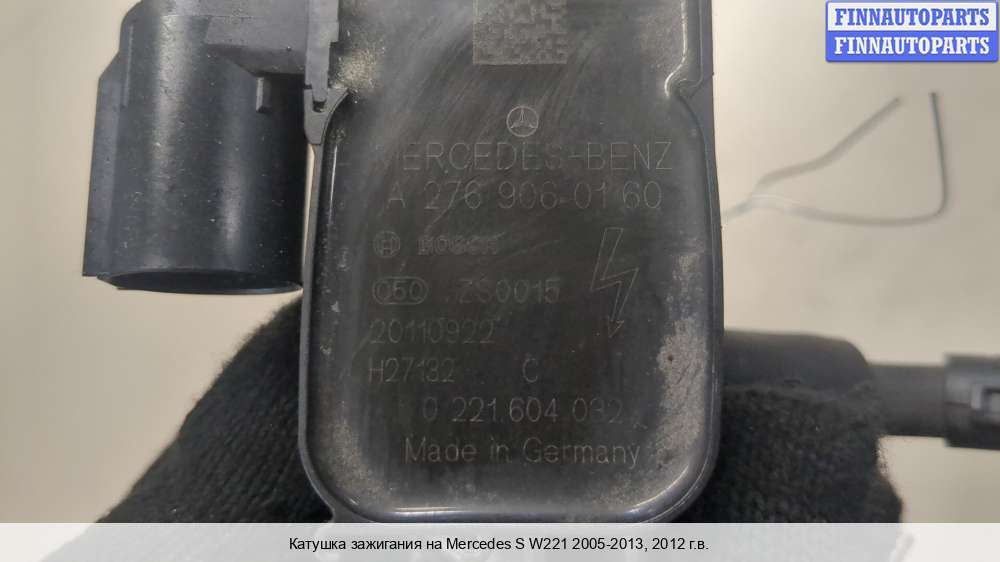 FINNAUTOPARTS
FINNAUTOPARTS
MERCEDES-BENZ
A 276 906 01 60
BOSCH
050 ZS0015
20110922
H27132 C
0 221 604 032
Made in Germany
Катушка зажигания на Mercedes S W221 2005-2013, 2012 г.в.